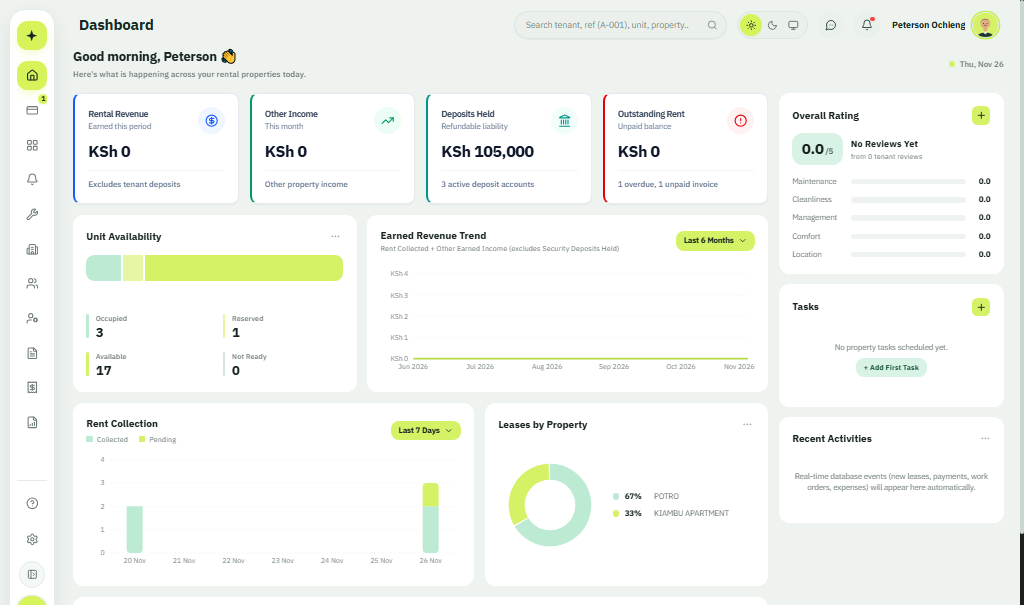 Dashboard
Search tenant, ref (A-001), unit, property..
Peterson Ochieng
Good morning, Peterson 👋
Here's what is happening across your rental properties today.
Thu, Nov 26
1
Rental Revenue
Earned this period
KSh 0
Excludes tenant deposits
Other Income
This month
KSh 0
Other property income
Deposits Held
Refundable liability
KSh 105,000
3 active deposit accounts
Outstanding Rent
Unpaid balance
KSh 0
1 overdue, 1 unpaid invoice
Overall Rating
+
0.0 /5
No Reviews Yet
from 0 tenant reviews
Maintenance 0.0
Cleanliness 0.0
Management 0.0
Comfort 0.0
Location 0.0
Unit Availability
...
Occupied
3
Reserved
1
Available
17
Not Ready
0
Earned Revenue Trend
Rent Collected + Other Earned Income (excludes Security Deposits Held)
Last 6 Months
KSh 4
KSh 3
KSh 2
KSh 1
KSh 0
Jun 2026 Jul 2026 Aug 2026 Sep 2026 Oct 2026 Nov 2026
Tasks
+
No property tasks scheduled yet.
+ Add First Task
Rent Collection
Collected Pending
Last 7 Days
4
3
2
1
0
20 Nov 21 Nov 22 Nov 23 Nov 24 Nov 25 Nov 26 Nov
Leases by Property
...
67% POTRO
33% KIAMBU APARTMENT
Recent Activities
...
Real-time database events (new leases, payments, work
orders, expenses) will appear here automatically.